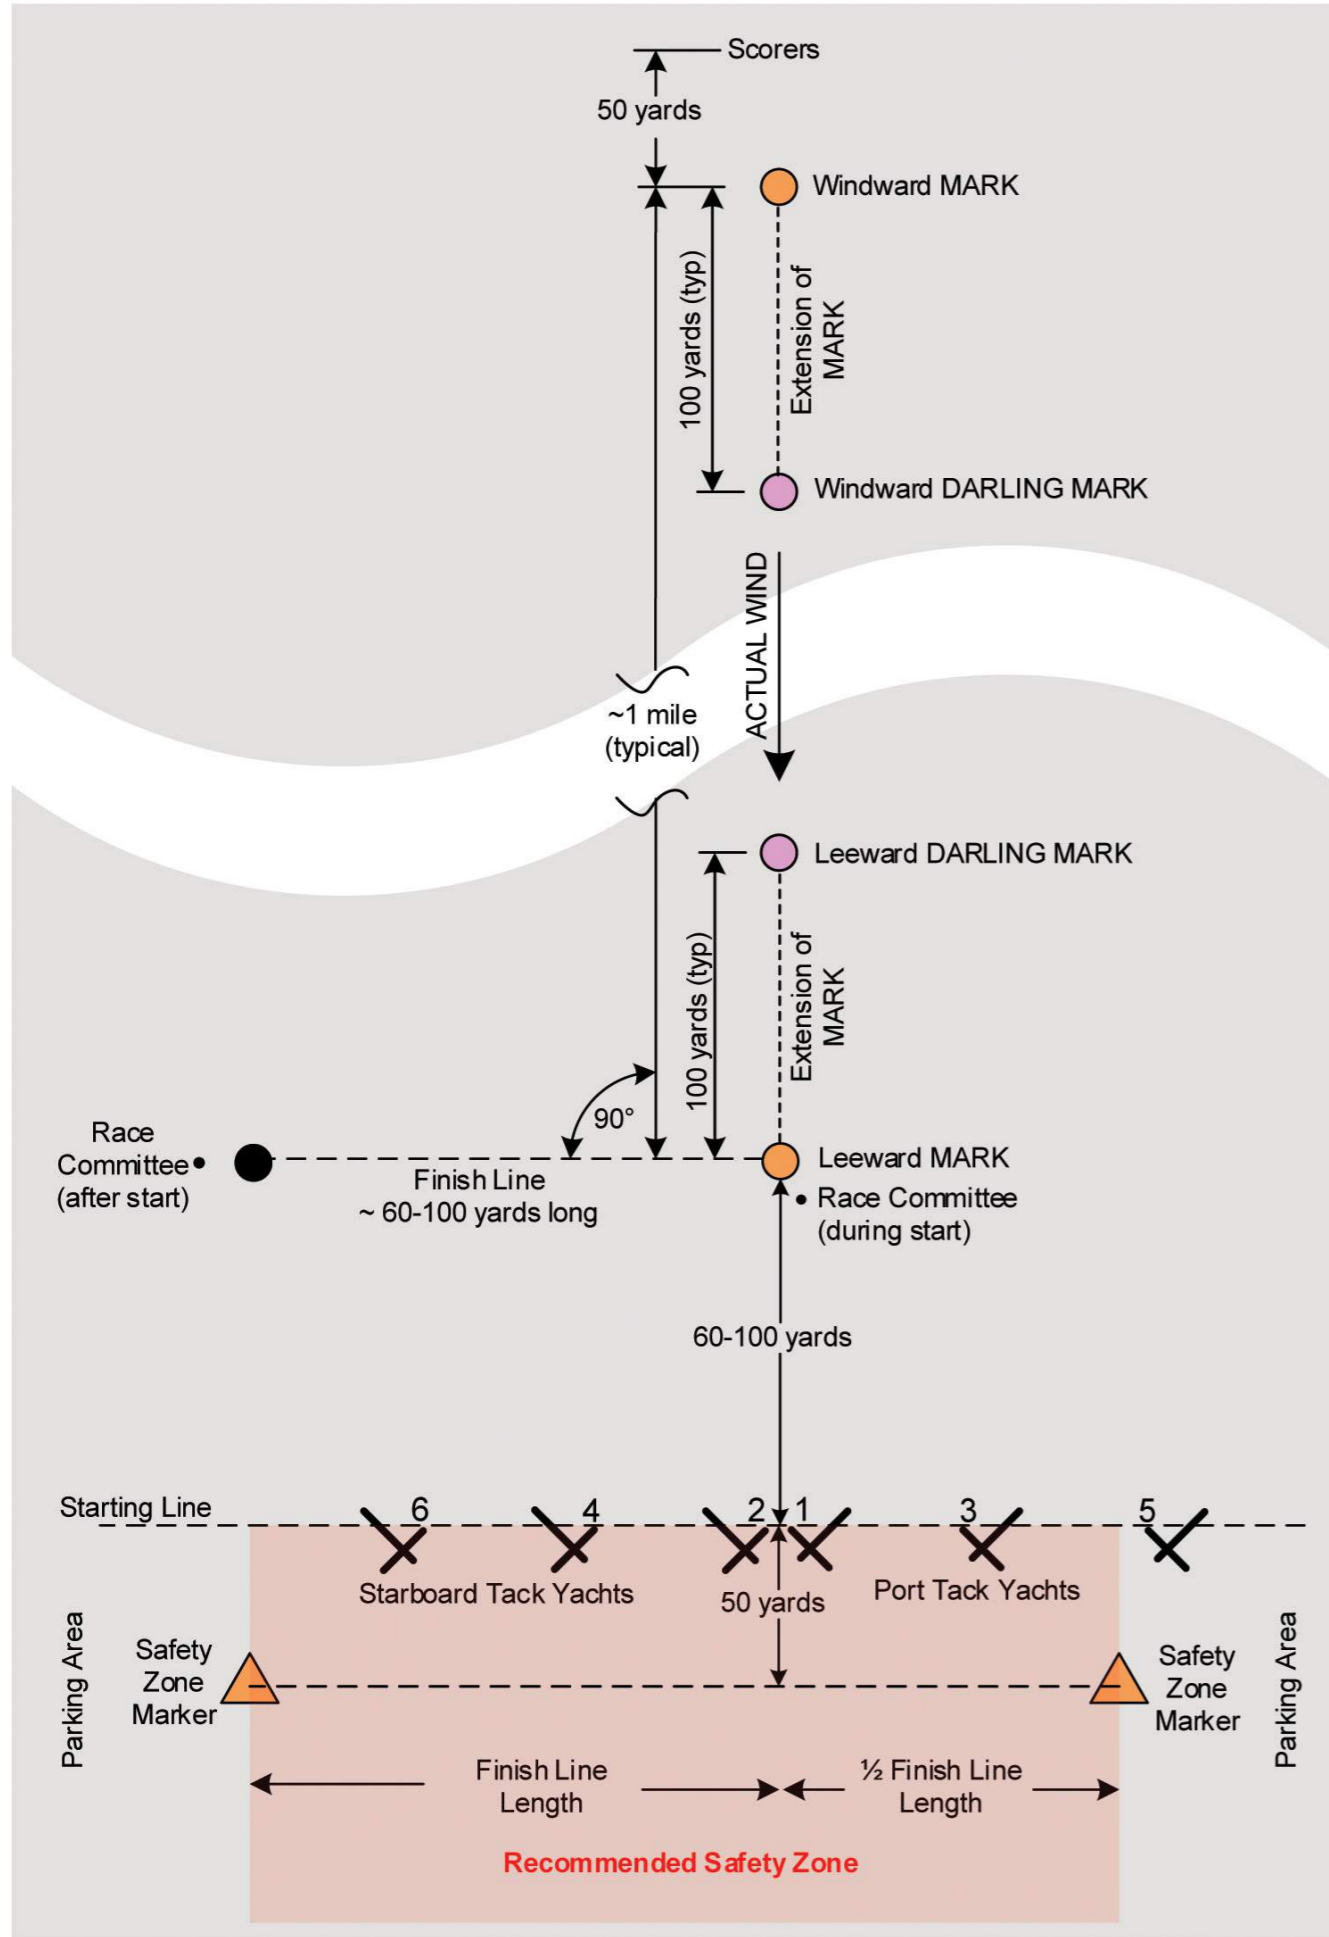 Scorers
50 yards
Windward MARK
100 yards (typ)
Extension of
MARK
Windward DARLING MARK
ACTUAL WIND
~1 mile
(typical)
Leeward DARLING MARK
100 yards (typ)
Extension of
MARK
90°
Race
Committee
(after start)
Finish Line
~ 60-100 yards long
Leeward MARK
Race Committee
(during start)
60-100 yards
Starting Line
6
4
2
1
3
5
Starboard Tack Yachts
50 yards
Port Tack Yachts
Parking Area
Safety
Zone
Marker
Safety
Zone
Marker
Parking Area
Finish Line
Length
½ Finish Line
Length
Recommended Safety Zone